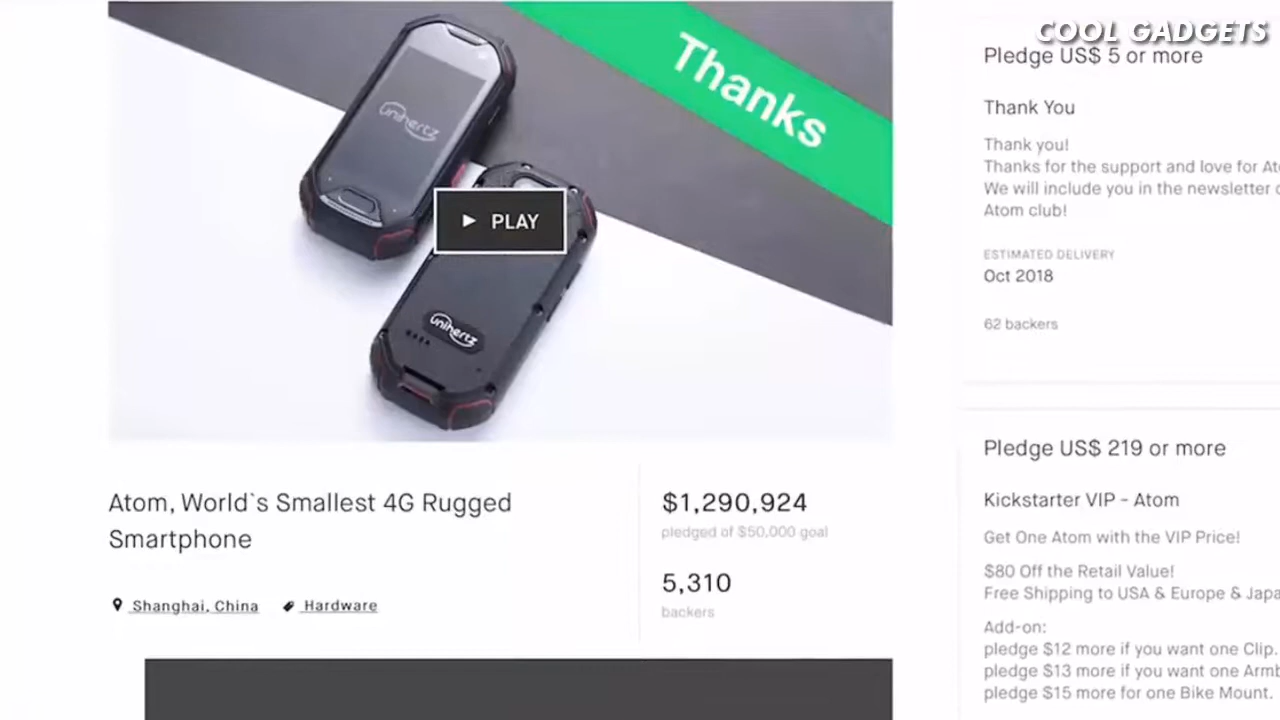 COOL GADGETS
Thanks
unihertz
PLAY
unihertz
Atom, World`s Smallest 4G Rugged
Smartphone
Shanghai, China
Hardware
$1,290,924
pledged of $50,000 goal
5,310
backers
Pledge US$ 5 or more
Thank You
Thank you!
Thanks for the support and love for
We will include you in the newsletter
Atom club!
ESTIMATED DELIVERY
Oct 2018
62 backers
Pledge US$ 219 or more
Kickstarter VIP - Atom
Get One Atom with the VIP Price!
$80 Off the Retail Value!
Free Shipping to USA & Europe &
Add-on:
pledge $12 more if you want one Clip.
pledge $13 more if you want one
pledge $15 more for one Bike Mount.